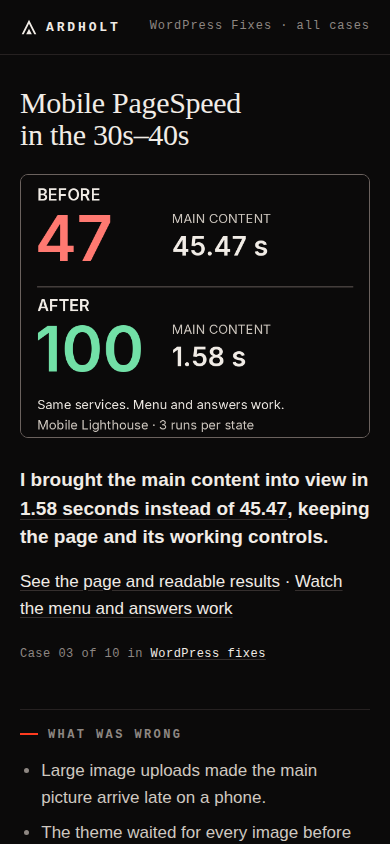 ARDHOLT
WordPress Fixes · all cases
Mobile PageSpeed
in the 30s–40s
BEFORE
47
MAIN CONTENT
45.47 s
AFTER
100
MAIN CONTENT
1.58 s
Same services. Menu and answers work.
Mobile Lighthouse · 3 runs per state
I brought the main content into view in
1.58 seconds instead of 45.47, keeping
the page and its working controls.
See the page and readable results · Watch
the menu and answers work
Case 03 of 10 in WordPress fixes
WHAT WAS WRONG
• Large image uploads made the main
picture arrive late on a phone.
• The theme waited for every image before